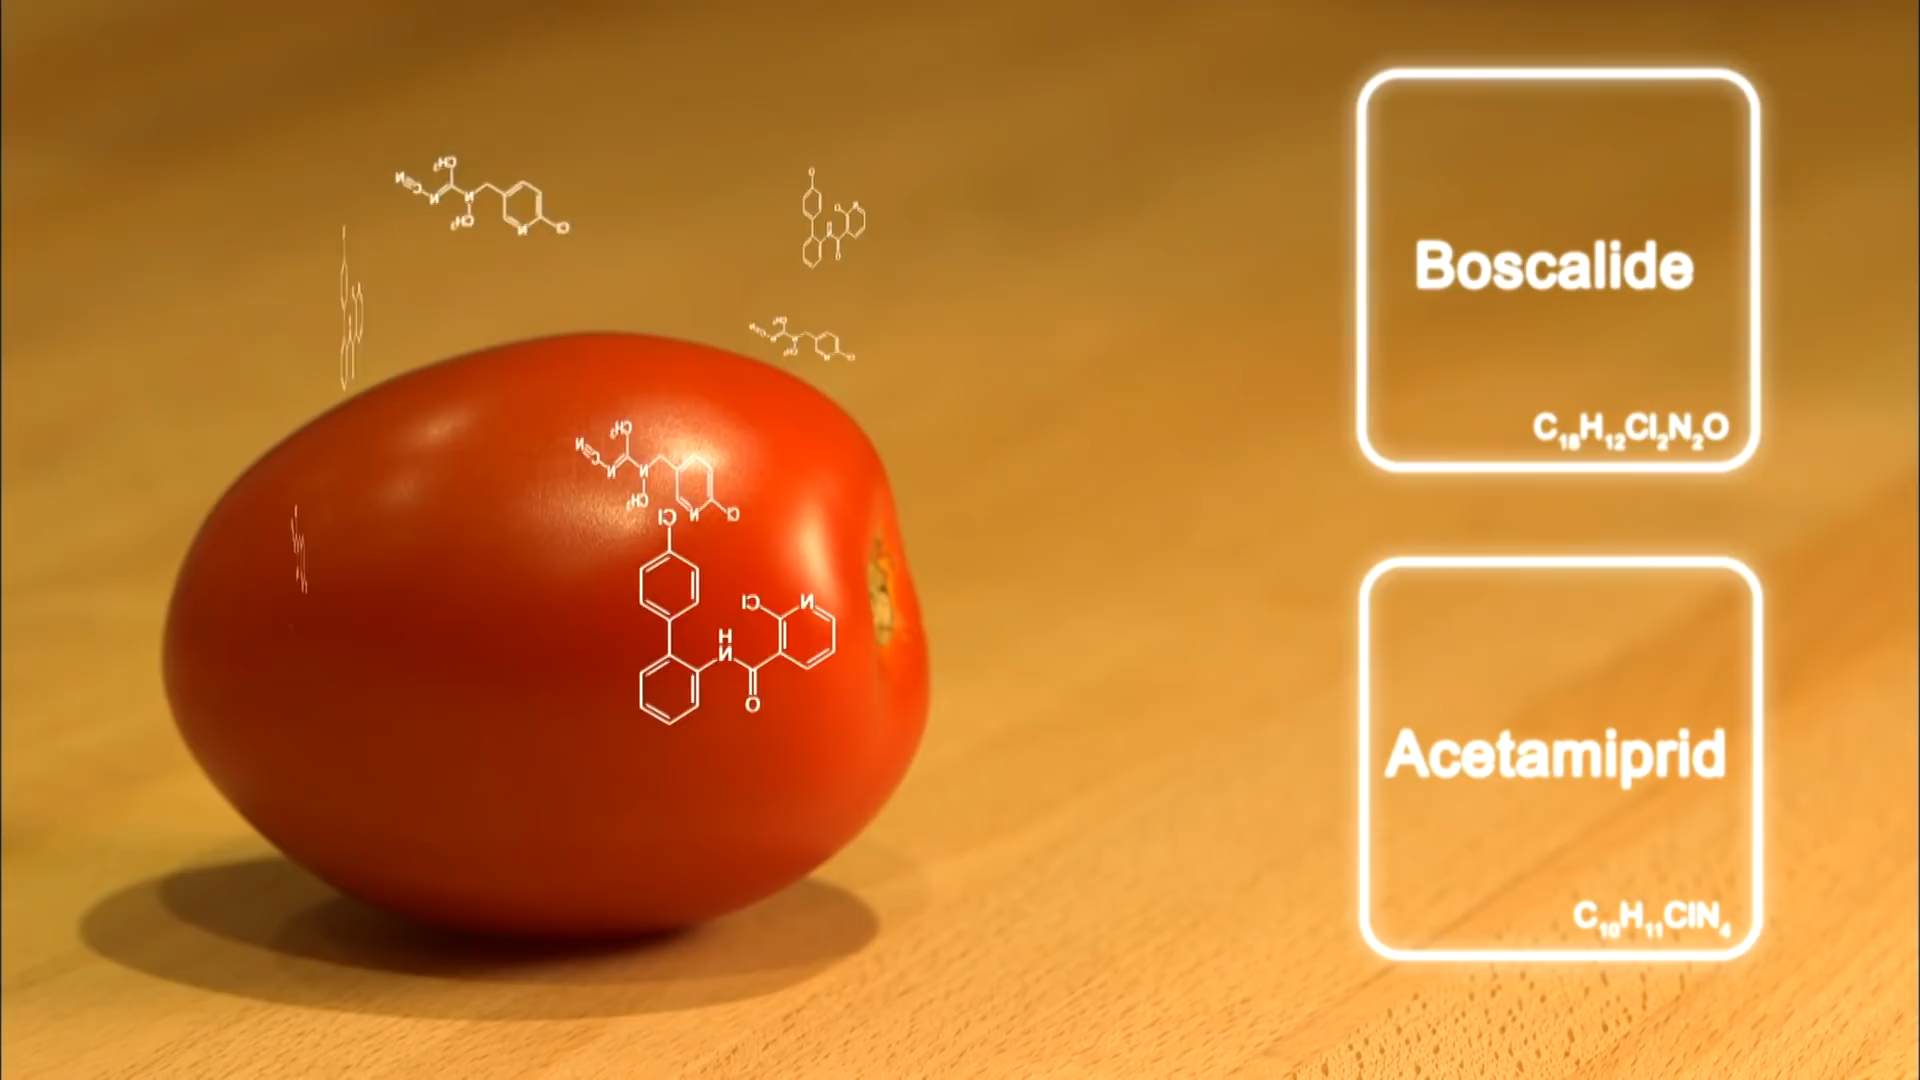 Boscalide
C₁₈H₁₂Cl₂N₂O
Acetamiprid
C₁₀H₁₁ClN₄